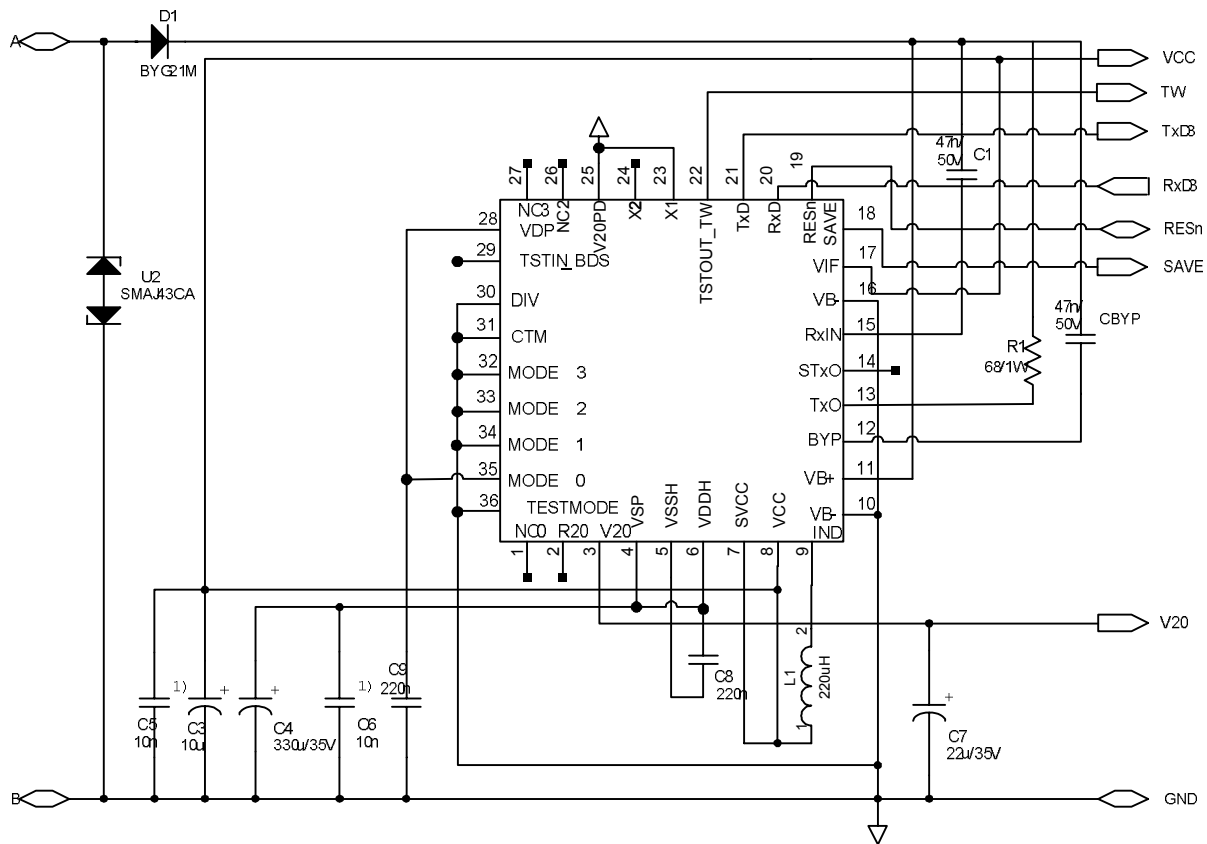 D1
A
BYG21M
VCC
TW
TxD8
RxD8
RESn
SAVE
47n/
50V
C1
27
26
25
24
23
22
21
20
19
NC3
NC2
V20PD
X2
X1
TSTOUT_TW
TxD
RxD
RESn
SAVE
28
VDP
29
TSTIN_BDS
30
DIV
31
CTM
32
MODE 3
33
MODE 2
34
MODE 1
35
MODE 0
36
TESTMODE
18
17
VIF
16
VB-
15
RxIN
14
STxO
13
TxO
12
BYP
11
VB+
10
VB-
IND
U2
SMAJ43CA
47n/
50V
CBYP
R1
68/1W
NC0
R20
V20
VSP
VSSH
VDDH
SVCC
VCC
1
2
3
4
5
6
7
8
9
V20
2
L1
220uH
1
C8
220n
C9
220n
1)
+
+
1)
C5
10n
C3
10u
C4
330u/35V
C6
10n
+
C7
22u/35V
B
GND